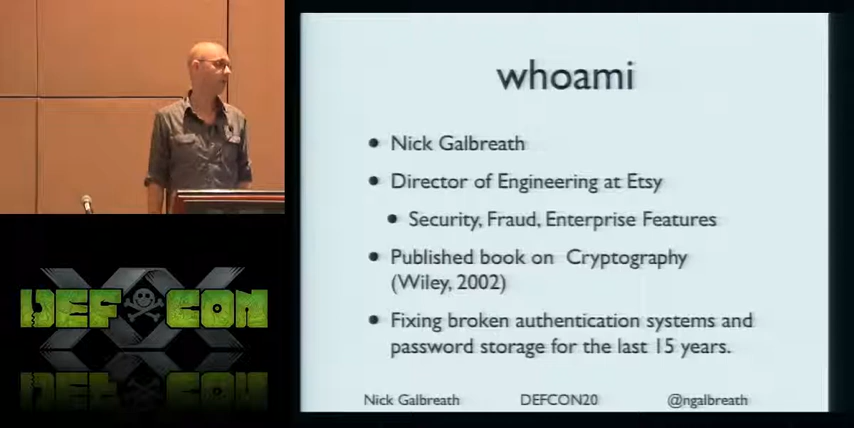 whoami
• Nick Galbreath
• Director of Engineering at Etsy
• Security, Fraud, Enterprise Features
• Published book on Cryptography
(Wiley, 2002)
• Fixing broken authentication systems and
password storage for the last 15 years.
Nick Galbreath DEFCON20 @ngalbreath
XX
DEF CON